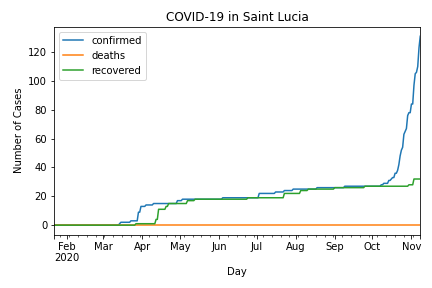 COVID-19 in Saint Lucia
confirmed
deaths
recovered
Number of Cases
120
100
80
60
40
20
0
Feb Mar Apr May Jun Jul Aug Sep Oct Nov
2020
Day